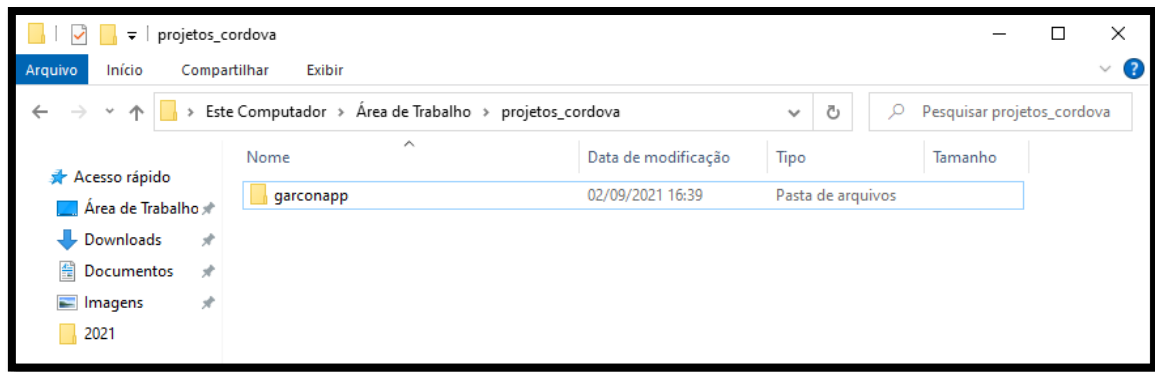 projetos_cordova
Arquivo Início Compartilhar Exibir
Este Computador > Área de Trabalho > projetos_cordova
Pesquisar projetos_cordova
Nome Data de modificação Tipo Tamanho
Acesso rápido
garconapp 02/09/2021 16:39 Pasta de arquivos
Área de Trabalho
Downloads
Documentos
Imagens
2021